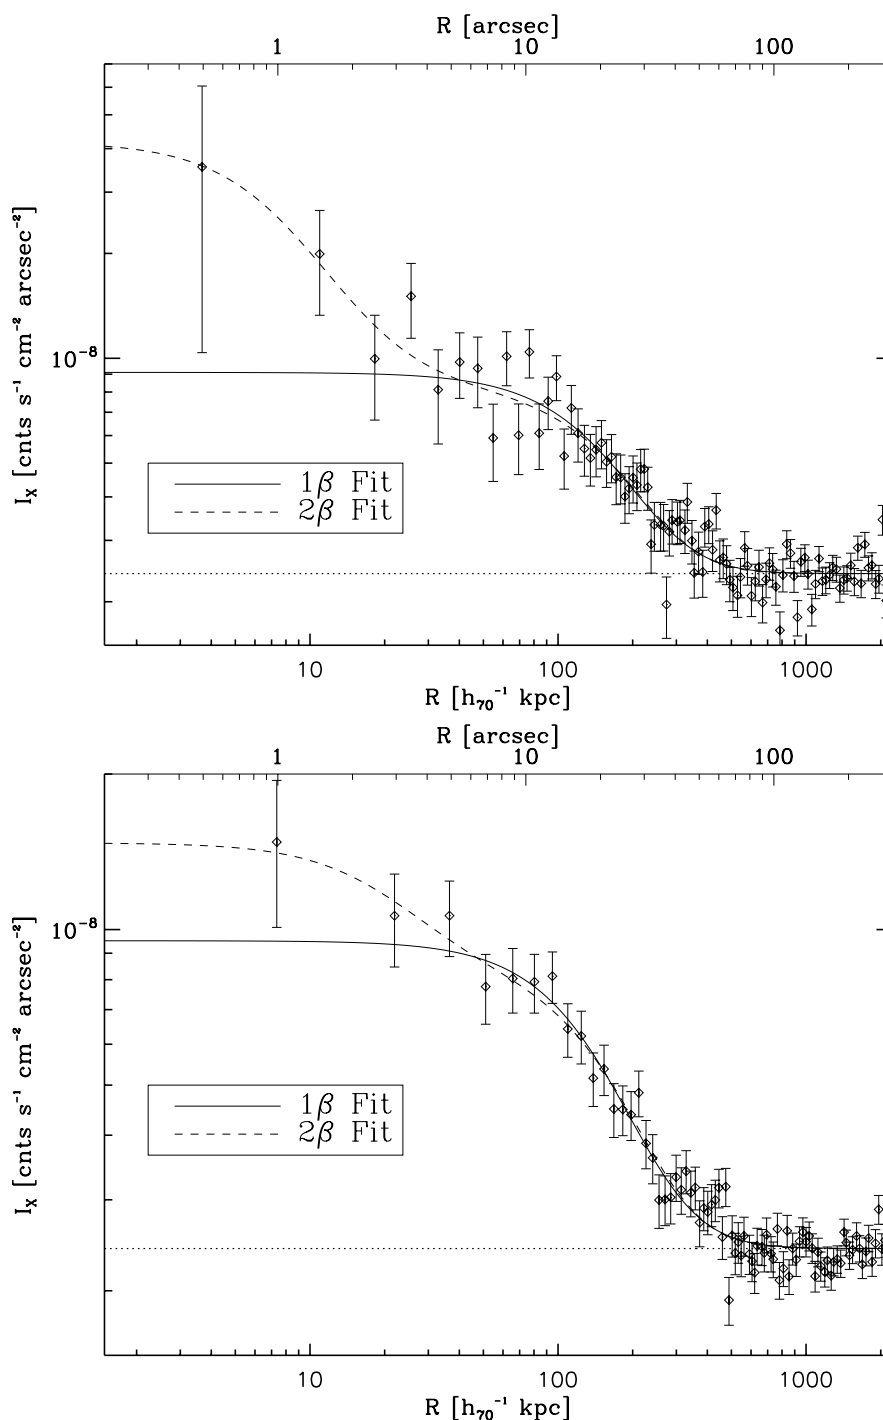 R [arcsec]
1 10 100
I_X [cnts s⁻¹ cm⁻² arcsec⁻²]
10⁻⁸
1β Fit
2β Fit
10 100 1000
R [h₇₀⁻¹ kpc]
R [arcsec]
1 10 100
I_X [cnts s⁻¹ cm⁻² arcsec⁻²]
10⁻⁸
1β Fit
2β Fit
10 100 1000
R [h₇₀⁻¹ kpc]